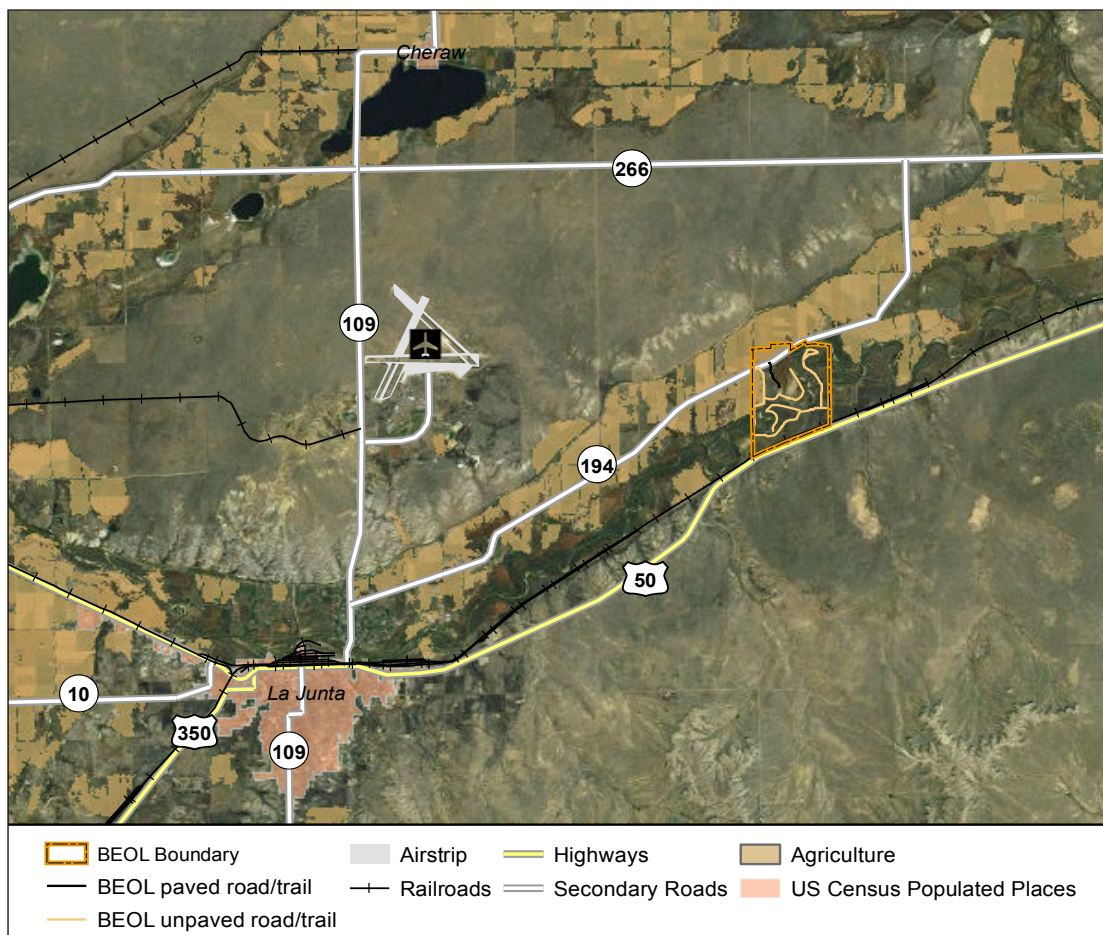 Cheraw
266
109
194
50
10
La Junta
350
109
BEOL Boundary
Airstrip
Highways
Agriculture
BEOL paved road/trail
Railroads
Secondary Roads
US Census Populated Places
BEOL unpaved road/trail